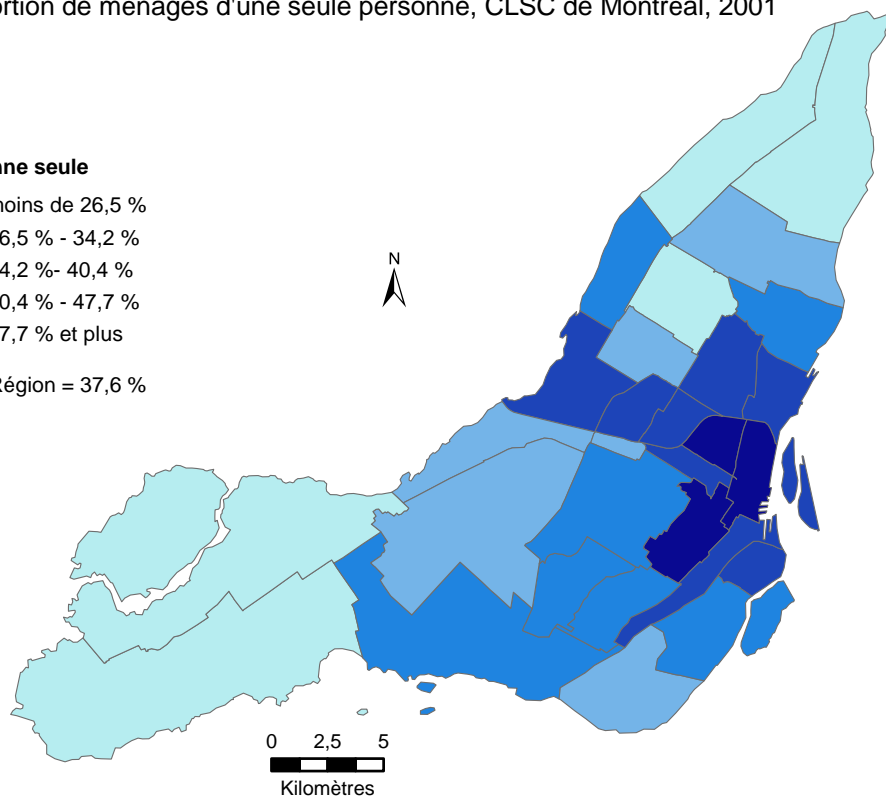 ortion de ménages d'une seule personne, CLSC de Montréal, 2001
nne seule
moins de 26,5 %
6,5 % - 34,2 %
4,2 %- 40,4 %
0,4 % - 47,7 %
7,7 % et plus
Région = 37,6 %
N
0 2,5 5
Kilomètres